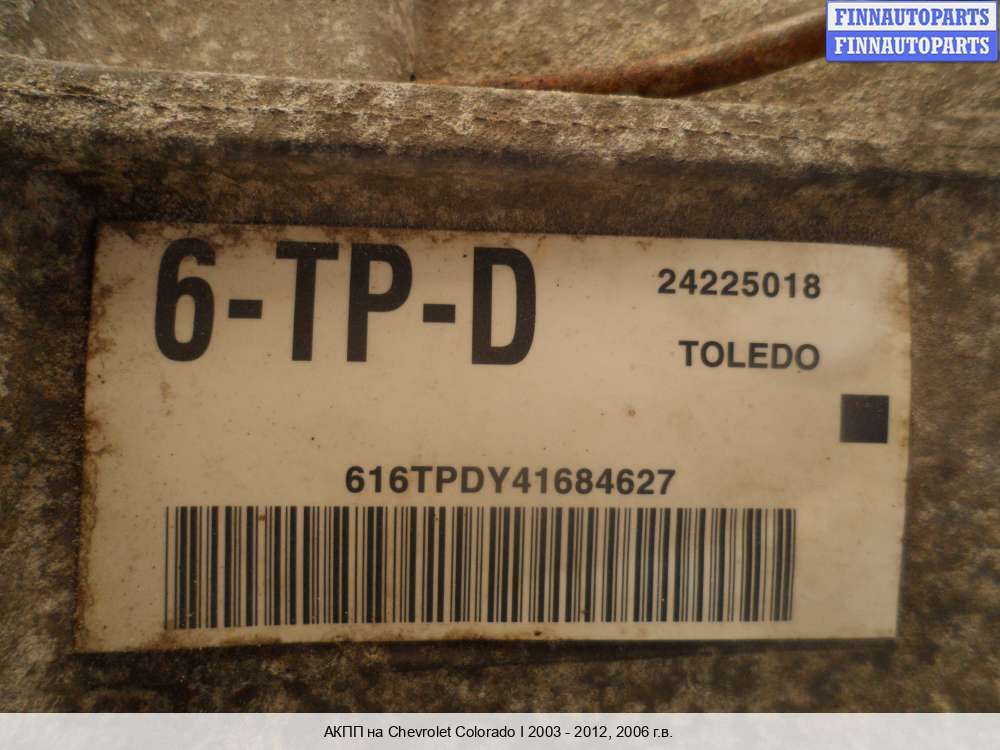 FINNAUTOPARTS
FINNAUTOPARTS
6-TP-D
24225018
TOLEDO
616TPDY41684627
АКПП на Chevrolet Colorado I 2003 - 2012, 2006 г.в.